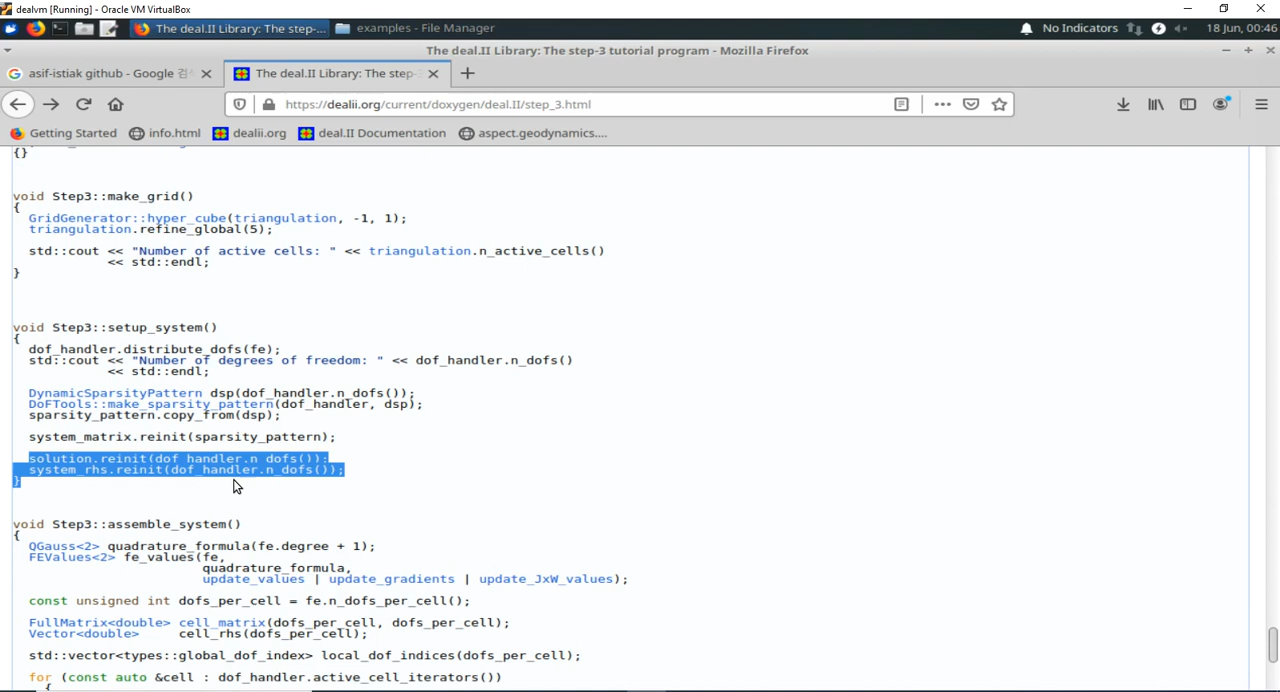 dealvm [Running] - Oracle VM VirtualBox
The deal.II Library: The step-... examples - File Manager No Indicators 18 Jun, 00:46
The deal.II Library: The step-3 tutorial program - Mozilla Firefox
asif-istiak github - Google 검 The deal.II Library: The step-
https://dealii.org/current/doxygen/deal.II/step_3.html
Getting Started info.html dealii.org deal.II Documentation aspect.geodynamics....
{}
void Step3::make_grid()
{
GridGenerator::hyper_cube(triangulation, -1, 1);
triangulation.refine_global(5);
std::cout << "Number of active cells: " << triangulation.n_active_cells()
<< std::endl;
}
void Step3::setup_system()
{
dof_handler.distribute_dofs(fe);
std::cout << "Number of degrees of freedom: " << dof_handler.n_dofs()
<< std::endl;
DynamicSparsityPattern dsp(dof_handler.n_dofs());
DoFTools::make_sparsity_pattern(dof_handler, dsp);
sparsity_pattern.copy_from(dsp);
system_matrix.reinit(sparsity_pattern);
solution.reinit(dof_handler.n_dofs());
system_rhs.reinit(dof_handler.n_dofs());
}
void Step3::assemble_system()
{
QGauss<2> quadrature_formula(fe.degree + 1);
FEValues<2> fe_values(fe,
quadrature_formula,
update_values | update_gradients | update_JxW_values);
const unsigned int dofs_per_cell = fe.n_dofs_per_cell();
FullMatrix<double> cell_matrix(dofs_per_cell, dofs_per_cell);
Vector<double> cell_rhs(dofs_per_cell);
std::vector<types::global_dof_index> local_dof_indices(dofs_per_cell);
for (const auto &cell : dof_handler.active_cell_iterators())
{